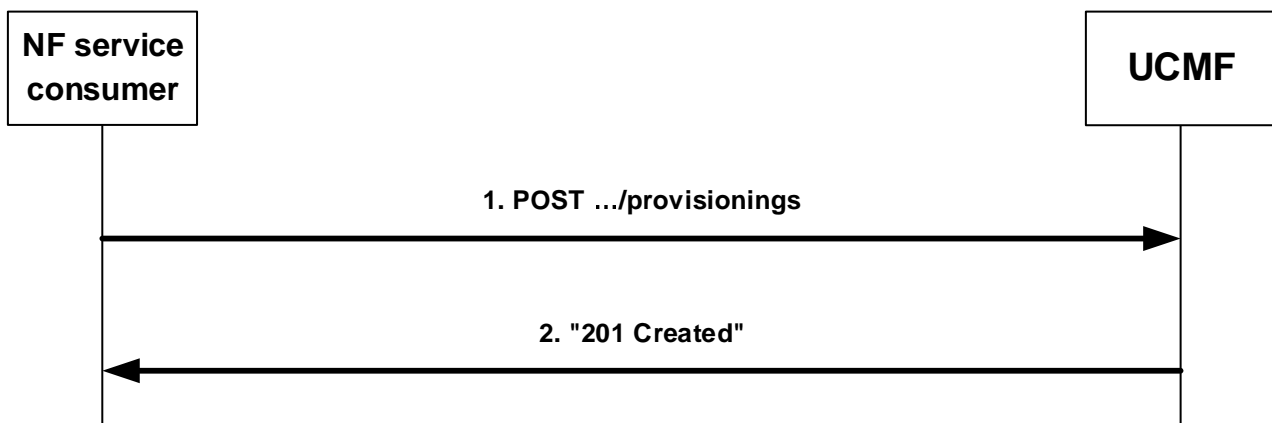 NF service
consumer
UCMF
1. POST …/provisionings
2. "201 Created"